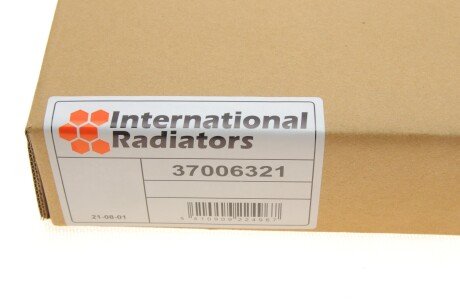 International
Radiators
37006321
21-08-01